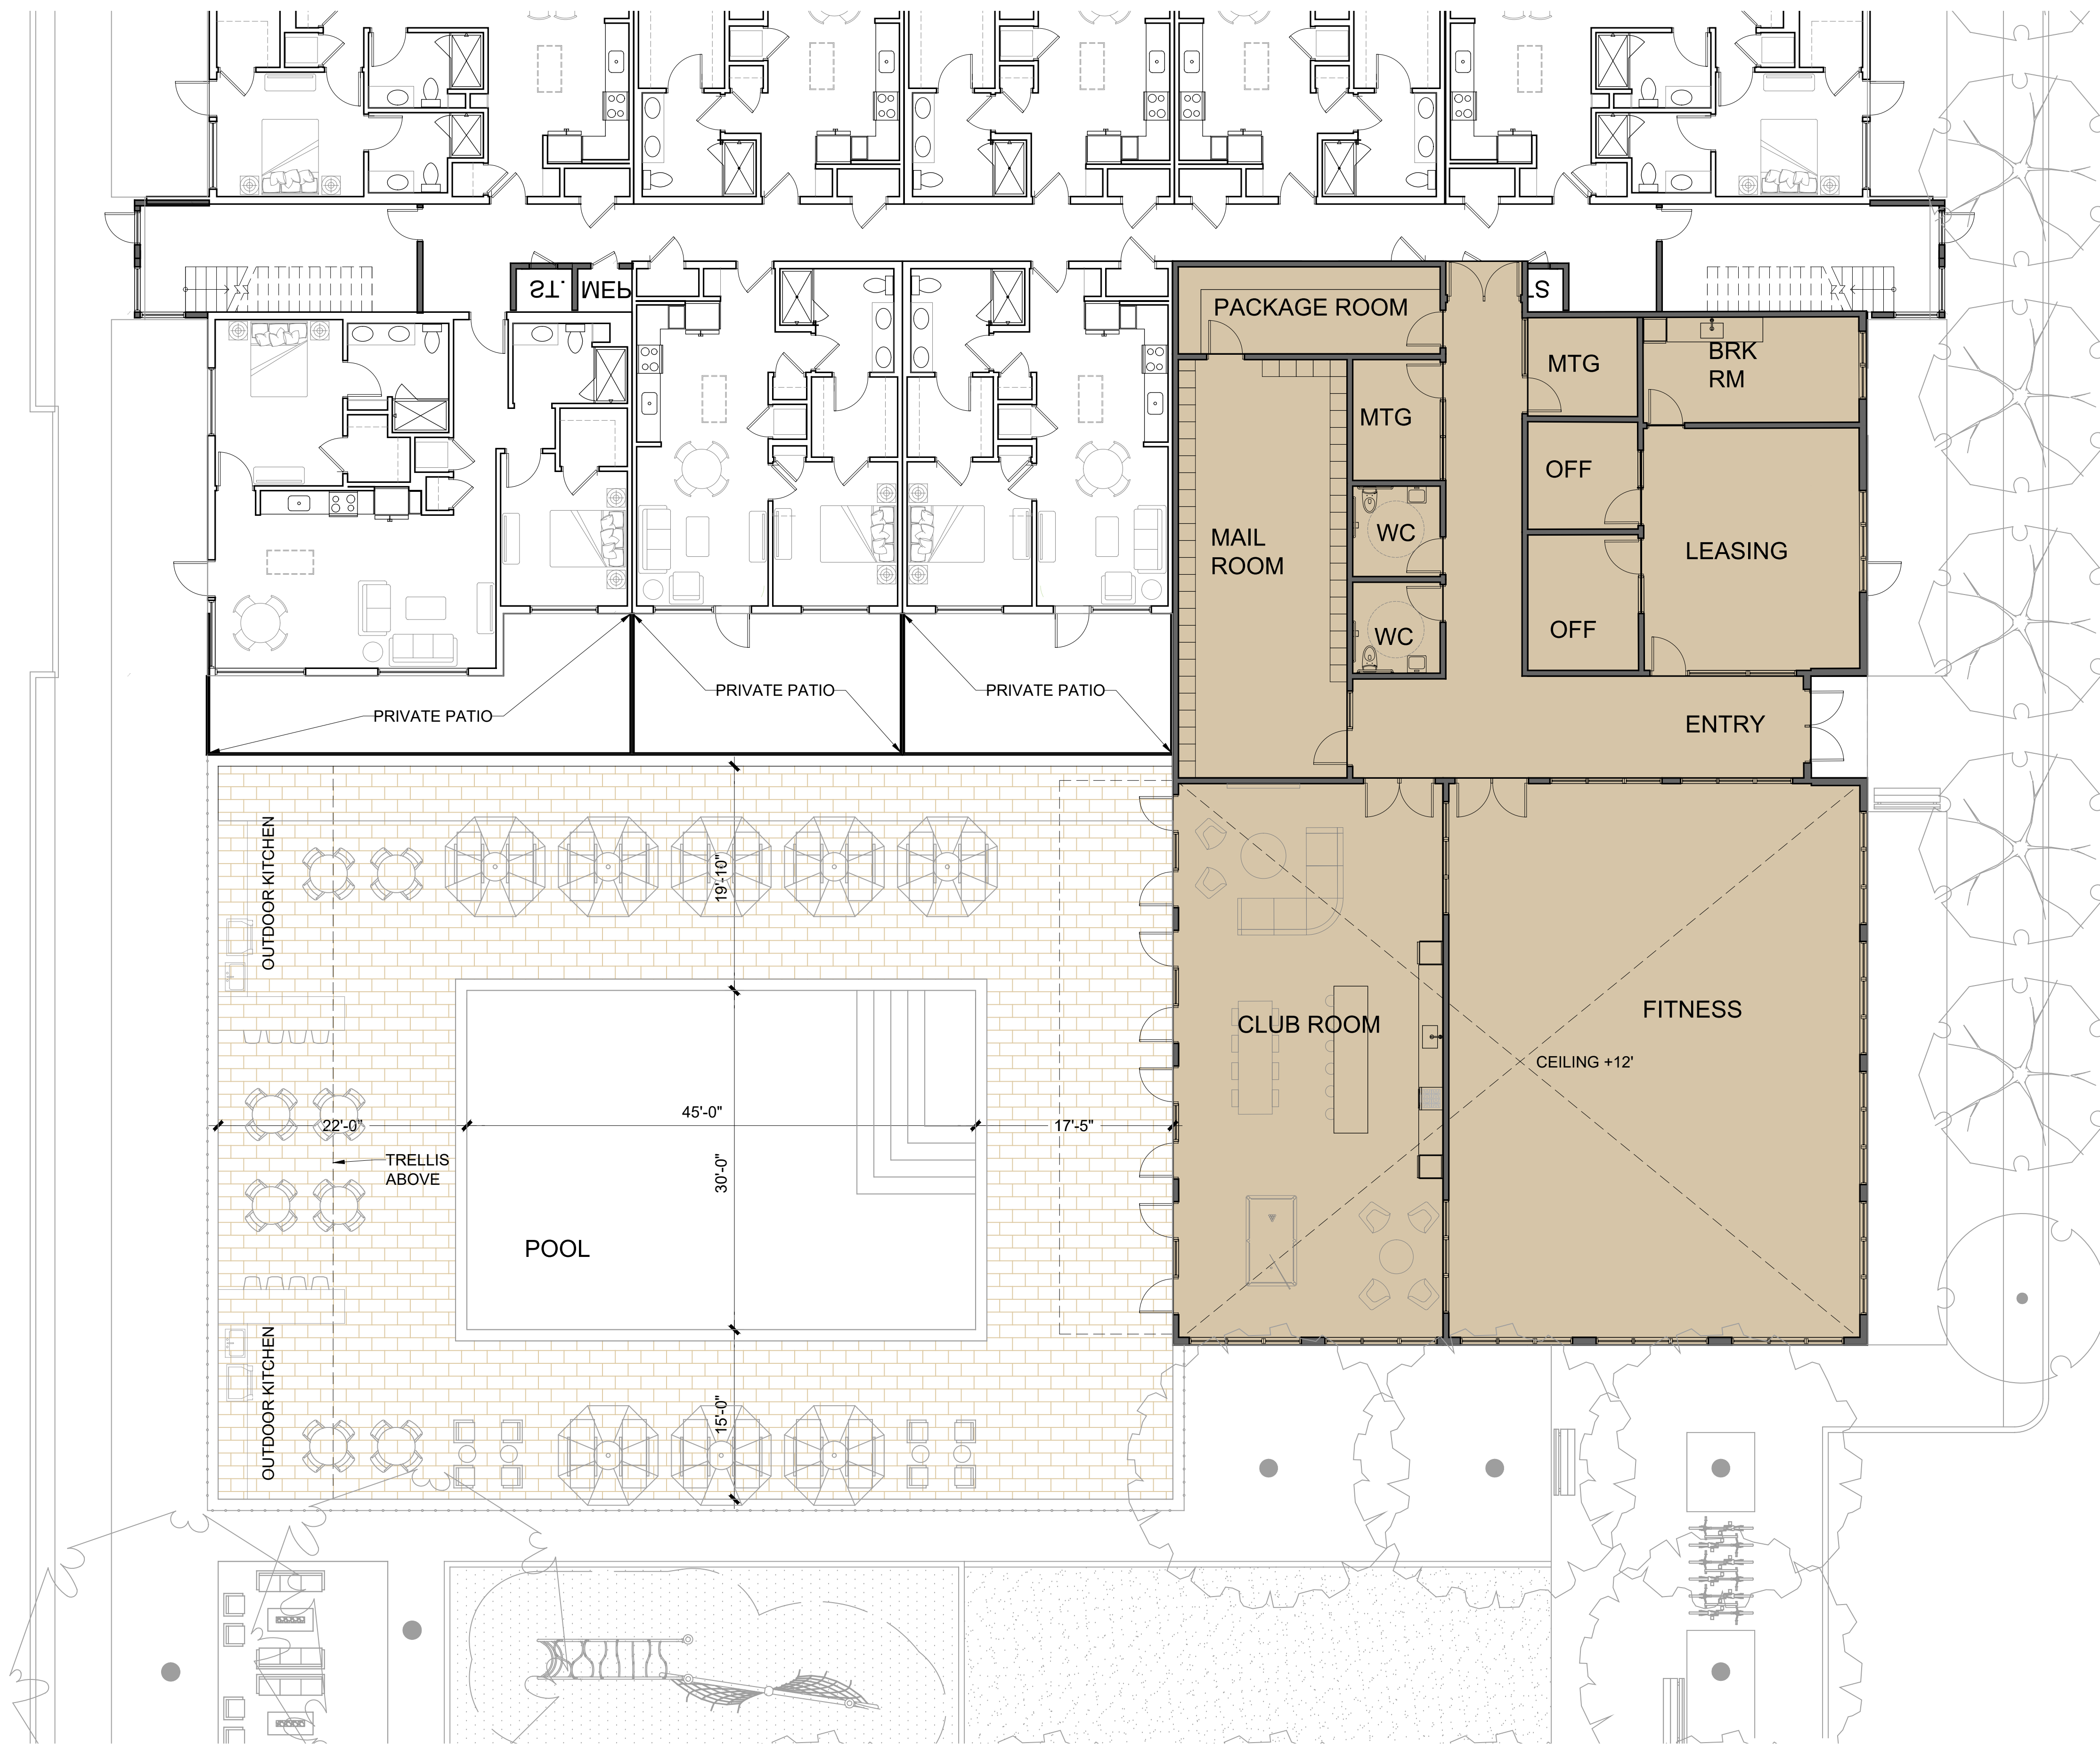 ST.
MEP
ST
PACKAGE ROOM
MTG
BRK
RM
MTG
OFF
WC
MAIL
ROOM
LEASING
OFF
WC
PRIVATE PATIO
PRIVATE PATIO
PRIVATE PATIO
ENTRY
OUTDOOR KITCHEN
19'-10"
CLUB ROOM
FITNESS
CEILING +12'
22'-0"
45'-0"
17'-5"
TRELLIS
ABOVE
30'-0"
POOL
OUTDOOR KITCHEN
15'-0"